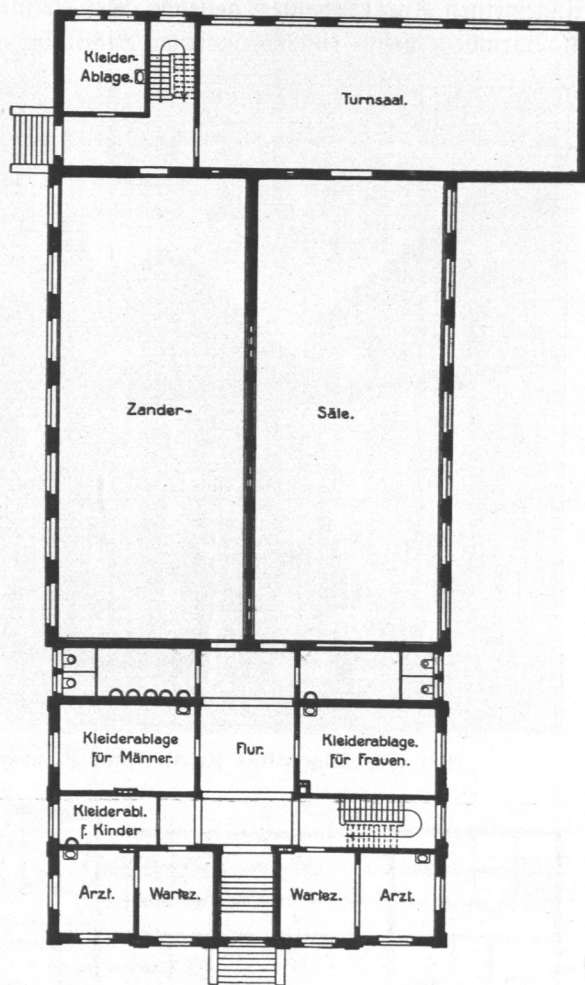 Kleider-
Ablage.
Turnsaal.
Zander-
Säle.
Kleiderablage
für Männer.
Flur.
Kleiderablage.
für Frauen.
Kleiderabl.
f. Kinder
Arzt.
Wartez.
Wartez.
Arzt.